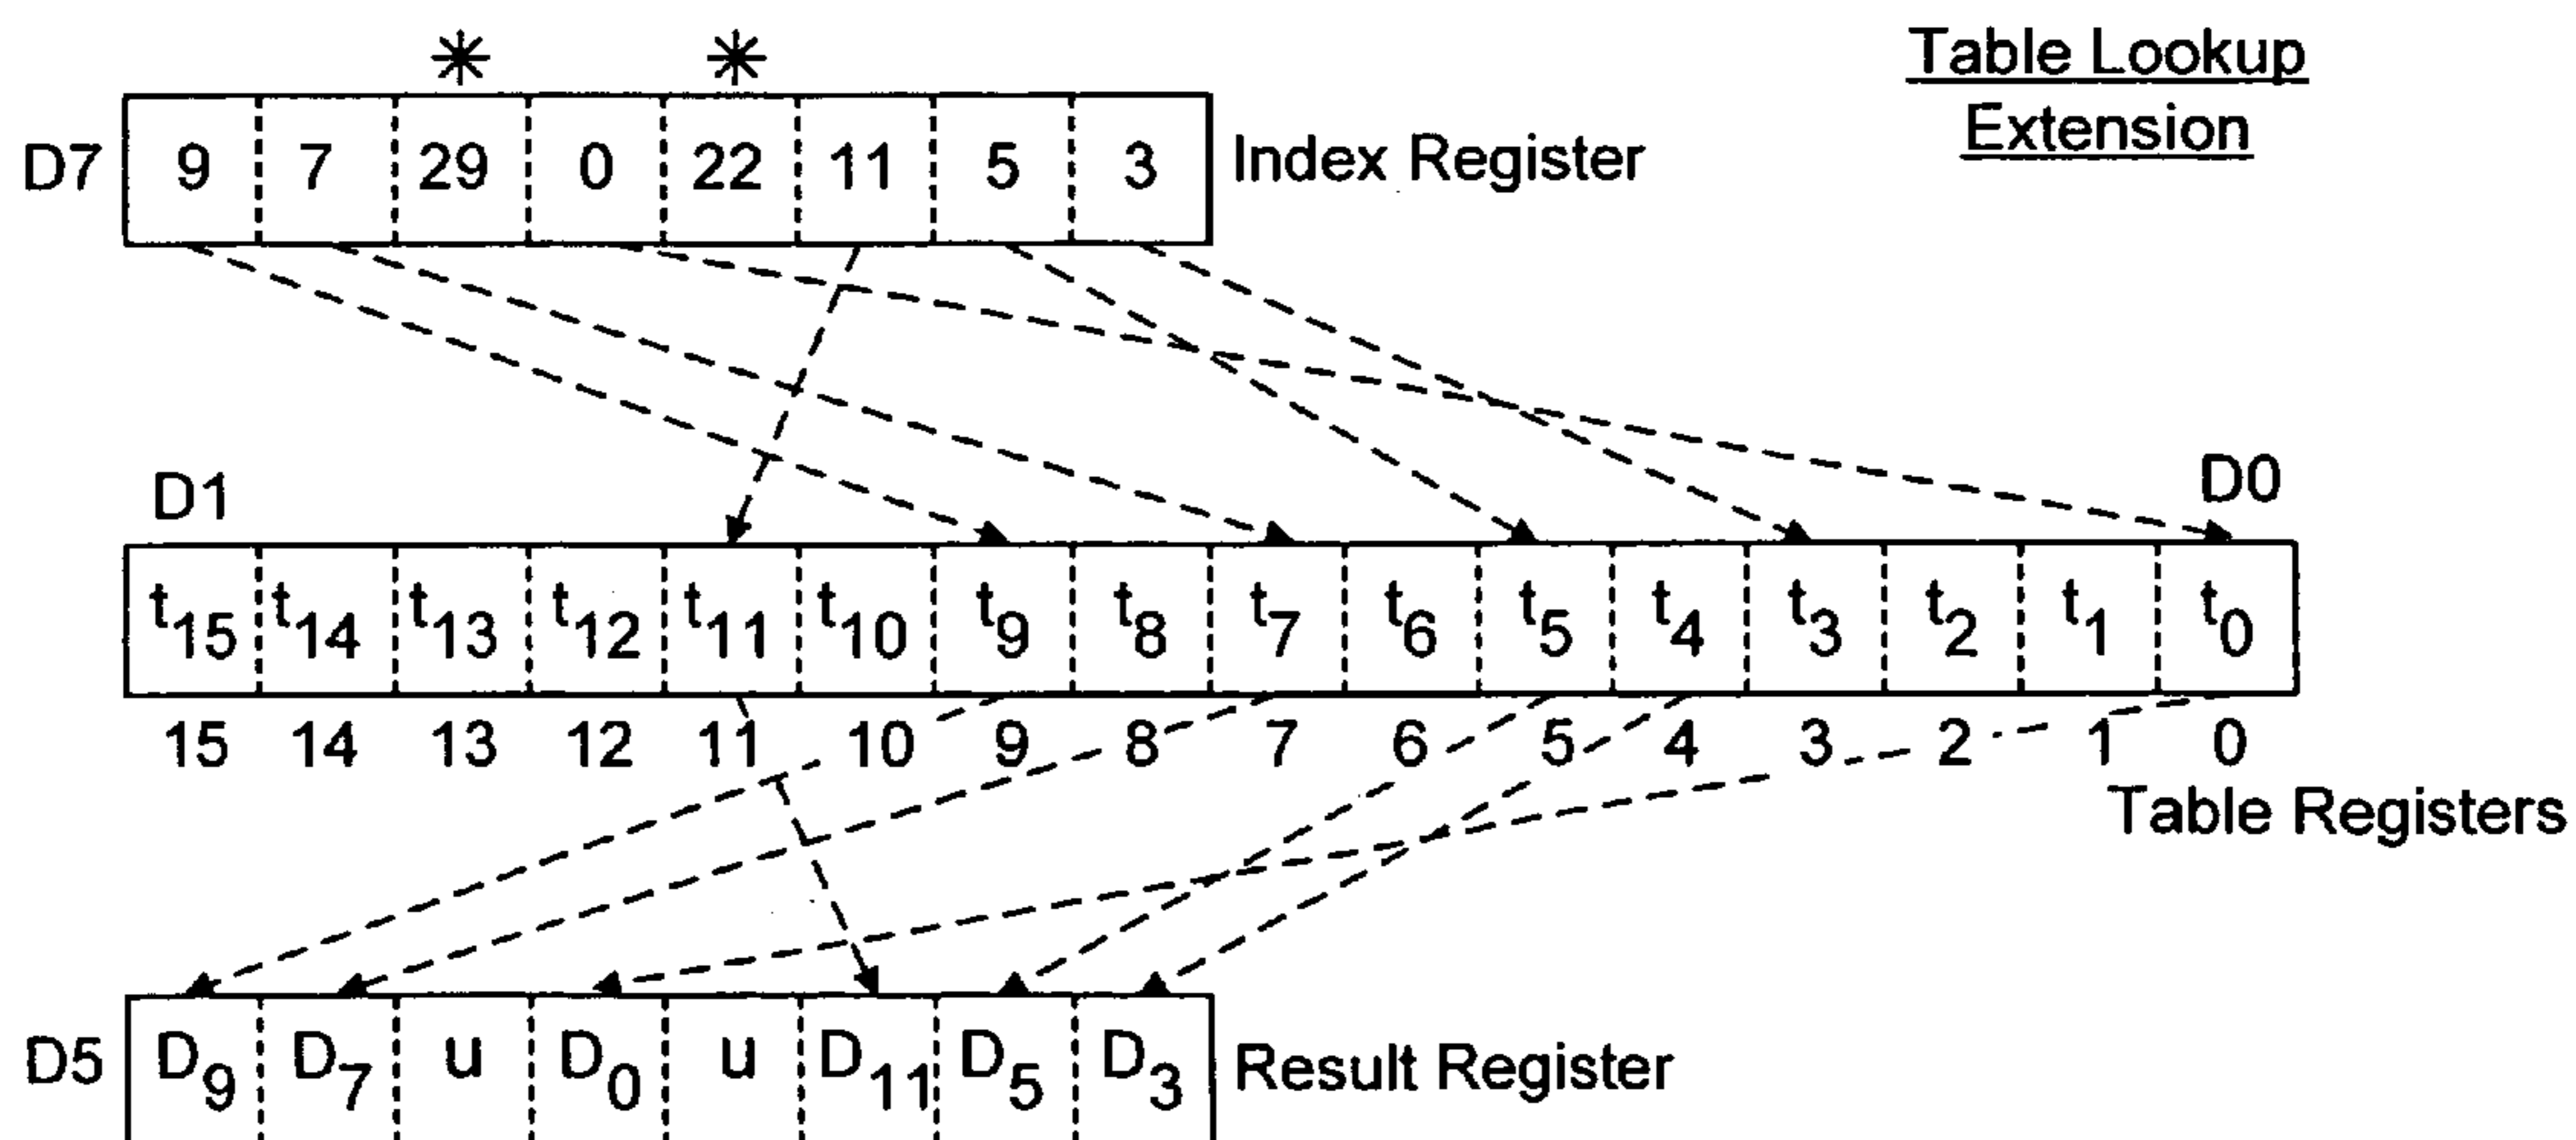 * *
Table Lookup
Extension
D7 9 7 29 0 22 11 5 3 Index Register
D1 D0
t15 t14 t13 t12 t11 t10 t9 t8 t7 t6 t5 t4 t3 t2 t1 t0
15 14 13 12 11 10 9 8 7 6 5 4 3 2 1 0
Table Registers
D5 D9 D7 u D0 u D11 D5 D3 Result Register